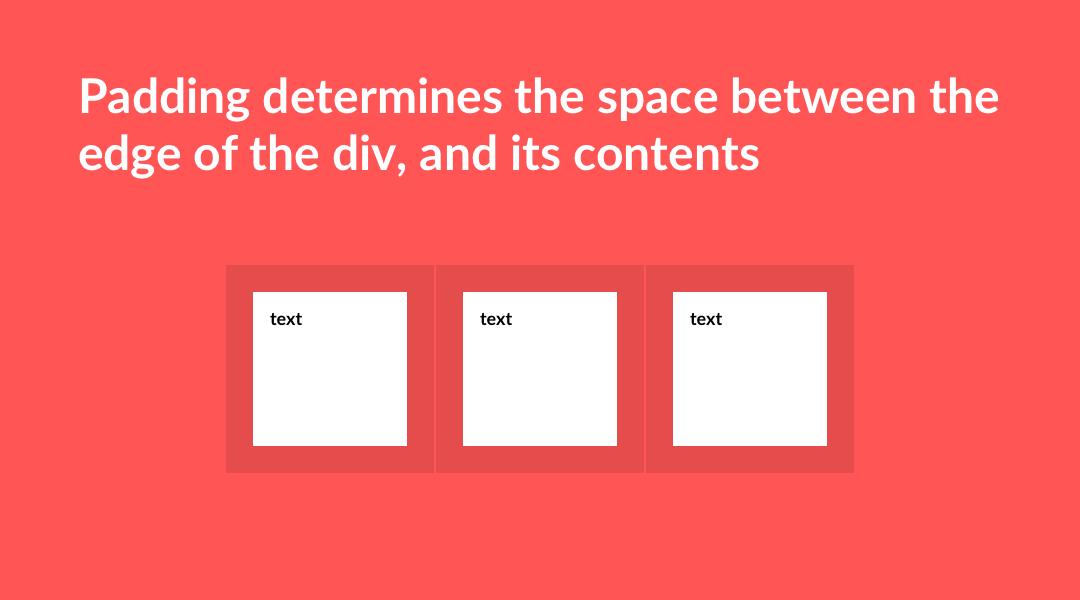 Padding determines the space between the
edge of the div, and its contents
text
text
text